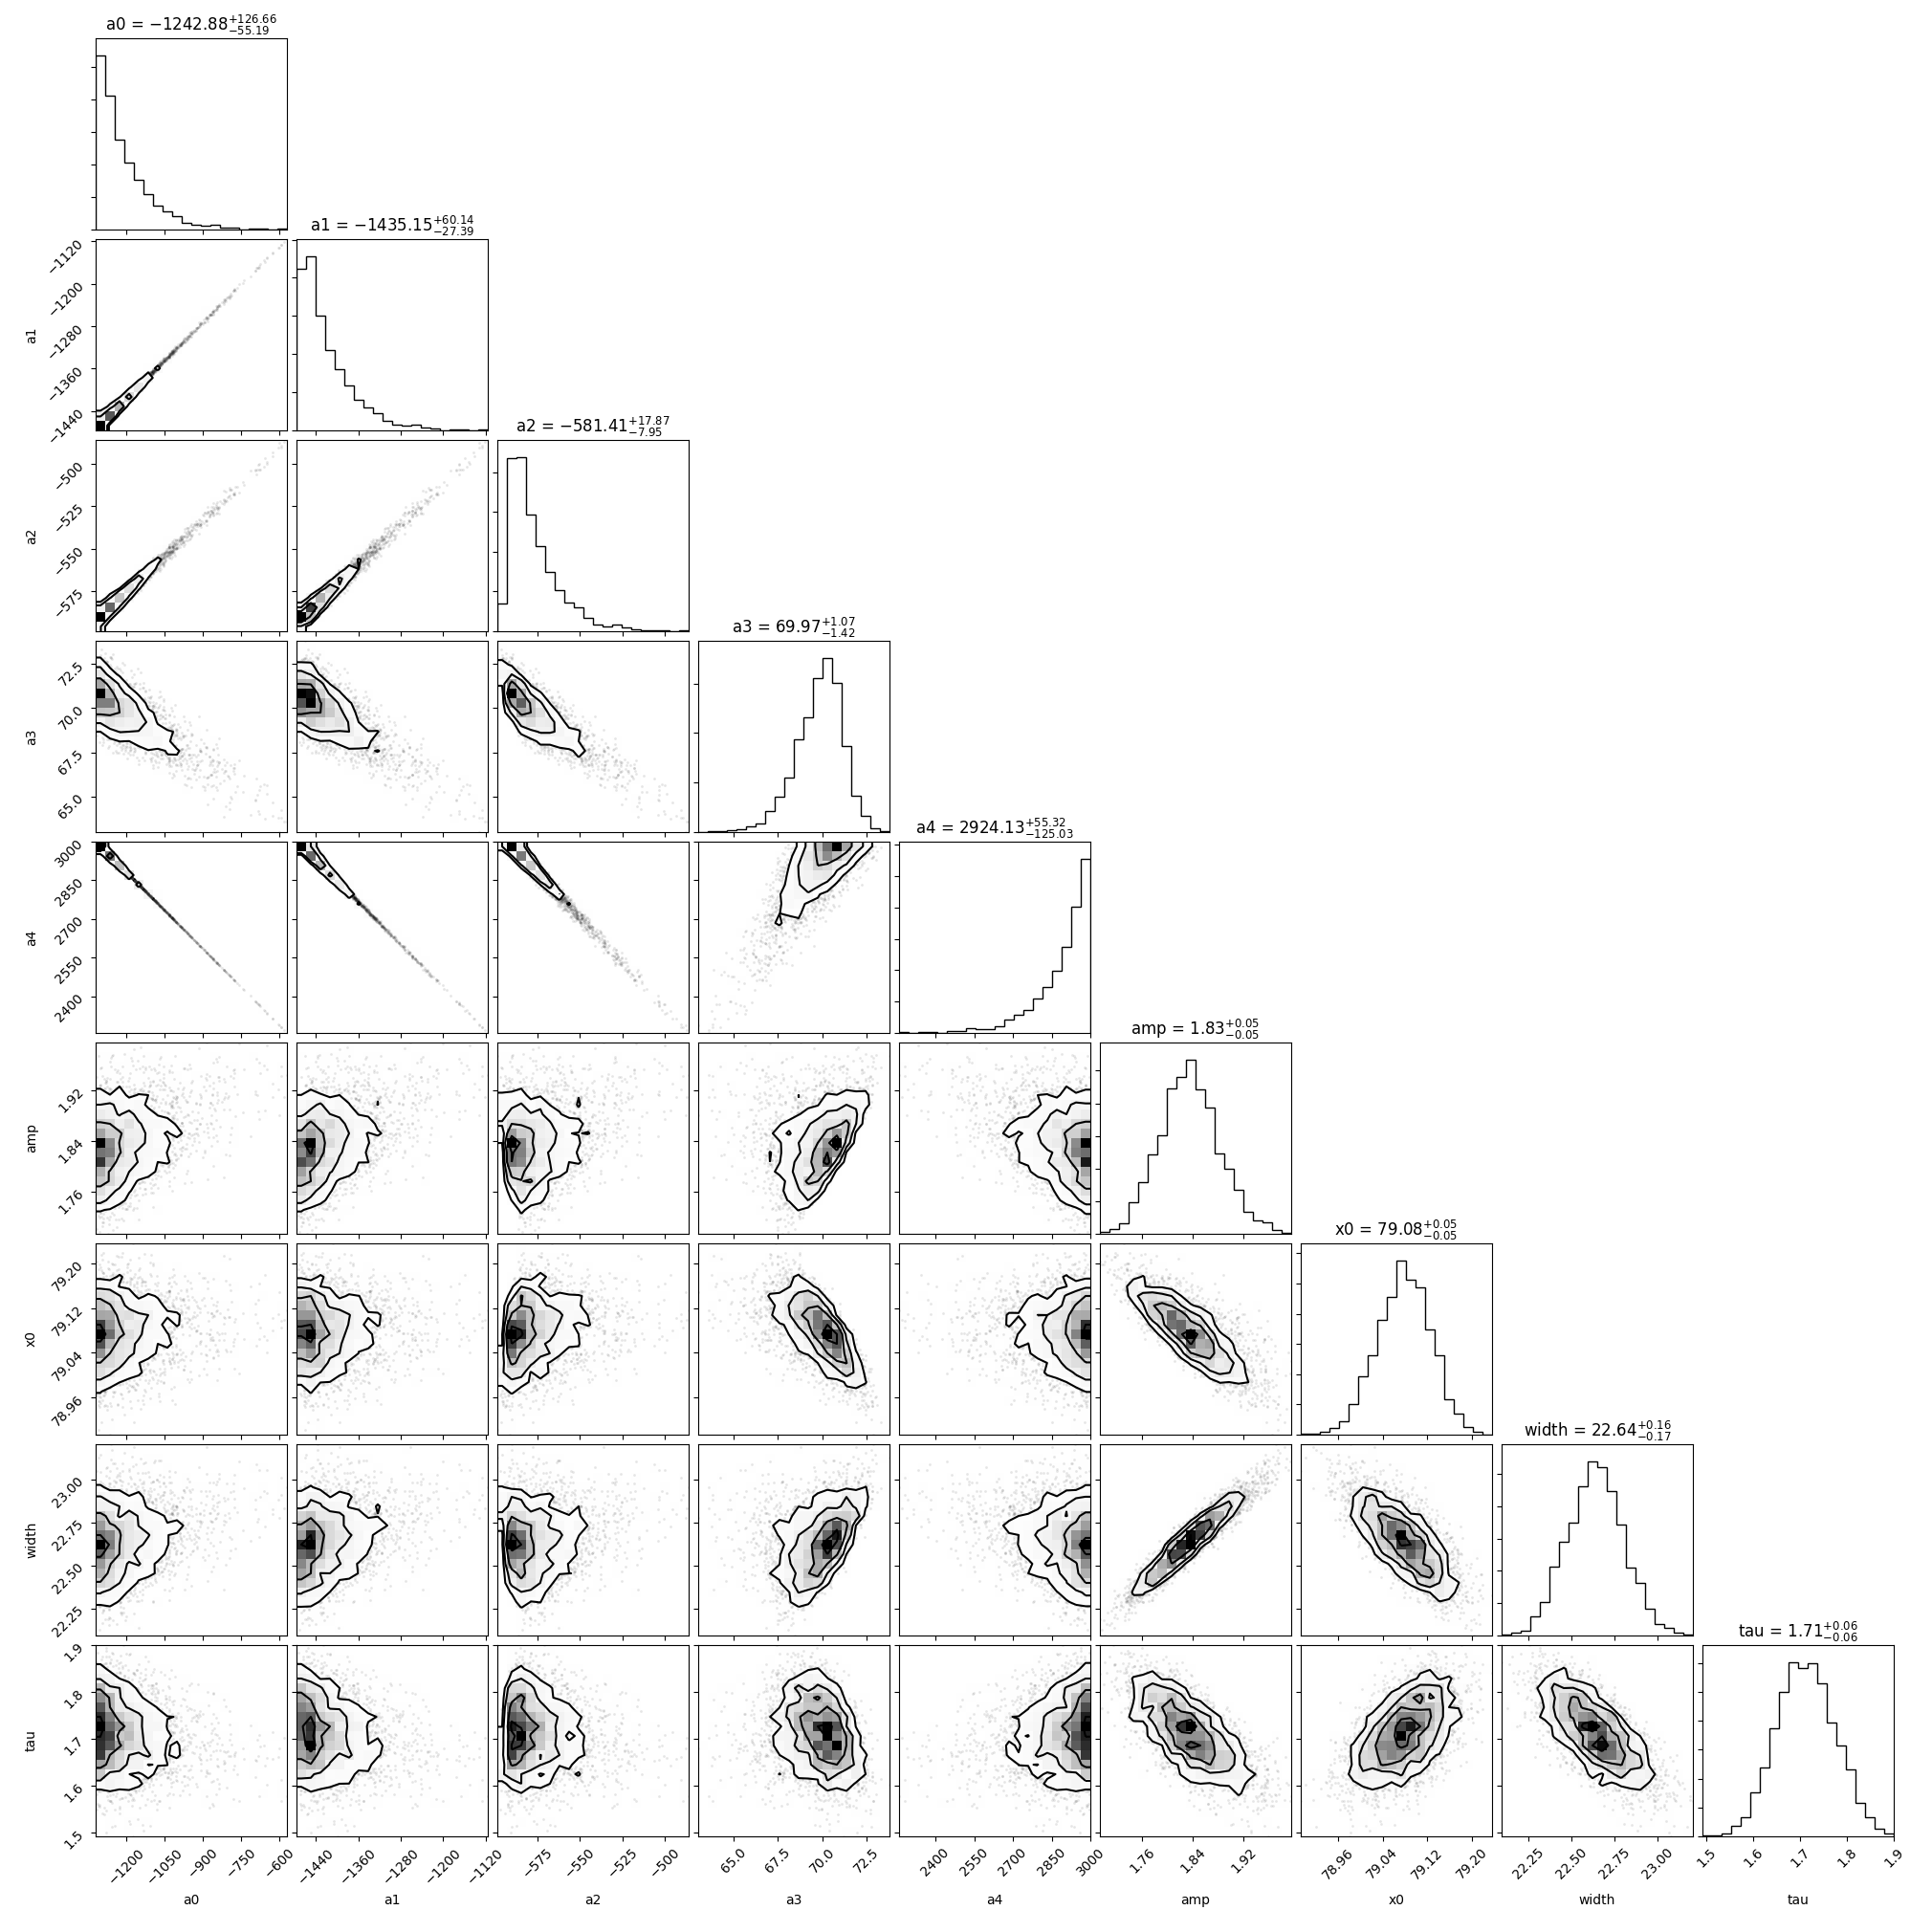 a0 = −1242.88 +126.66 −55.19
a1 = −1435.15 +60.14 −27.39
−1120
−1200
−1280
−1360
−1440
a1
a2 = −581.41 +17.87 −7.95
−500
−525
−550
−575
a2
a3 = 69.97 +1.07 −1.42
72.5
70.0
67.5
65.0
a3
a4 = 2924.13 +55.32 −125.03
3000
2850
2700
2550
2400
a4
amp = 1.83 +0.05 −0.05
1.92
1.84
1.76
amp
x0 = 79.08 +0.05 −0.05
79.20
79.12
79.04
78.96
x0
width = 22.64 +0.16 −0.17
23.00
22.75
22.50
22.25
width
tau = 1.71 +0.06 −0.06
1.9
1.8
1.7
1.6
1.5
tau
−1200 −1050 −900 −750 −600
−1440 −1360 −1280 −1200 −1120
−575 −550 −525 −500
65.0 67.5 70.0 72.5
2400 2550 2700 2850 3000
1.76 1.84 1.92
78.96 79.04 79.12 79.20
22.25 22.50 22.75 23.00
1.5 1.6 1.7 1.8 1.9
a0 a1 a2 a3 a4 amp x0 width tau